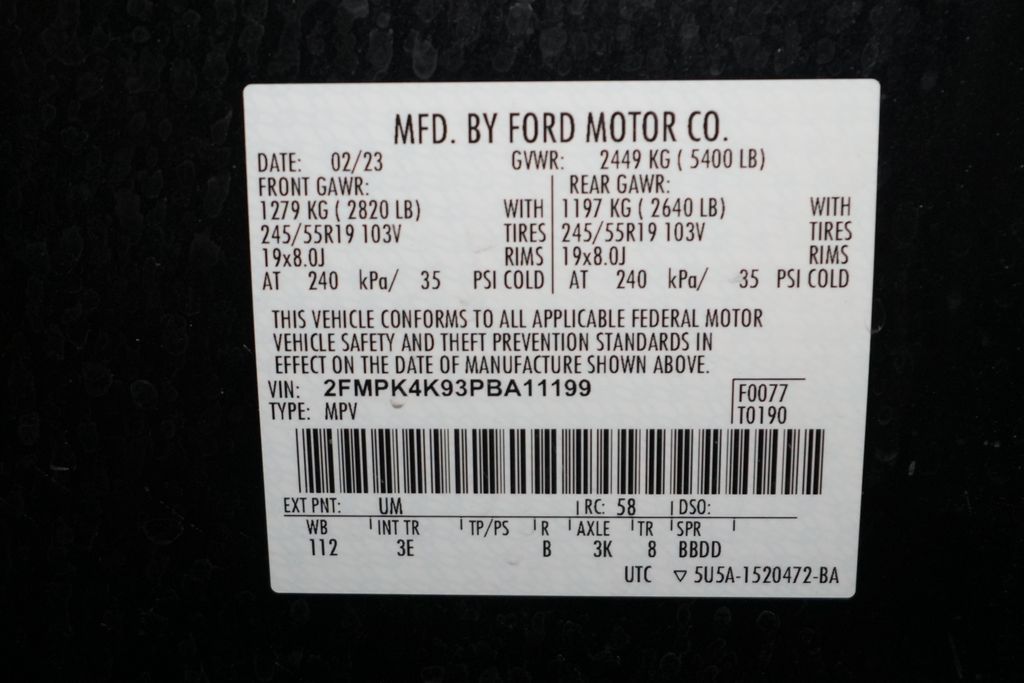 MFD. BY FORD MOTOR CO.
DATE: 02/23 GVWR: 2449 KG ( 5400 LB)
FRONT GAWR: REAR GAWR:
1279 KG ( 2820 LB) WITH 1197 KG ( 2640 LB) WITH
245/55R19 103V TIRES 245/55R19 103V TIRES
19x8.0J RIMS 19x8.0J RIMS
AT 240 kPa/ 35 PSI COLD AT 240 kPa/ 35 PSI COLD
THIS VEHICLE CONFORMS TO ALL APPLICABLE FEDERAL MOTOR
VEHICLE SAFETY AND THEFT PREVENTION STANDARDS IN
EFFECT ON THE DATE OF MANUFACTURE SHOWN ABOVE.
VIN: 2FMPK4K93PBA11199 F0077
TYPE: MPV T0190
EXT PNT: UM RC: 58 DSO:
WB INT TR TP/PS R AXLE TR SPR
112 3E B 3K 8 BBDD
UTC ▽ 5U5A-1520472-BA